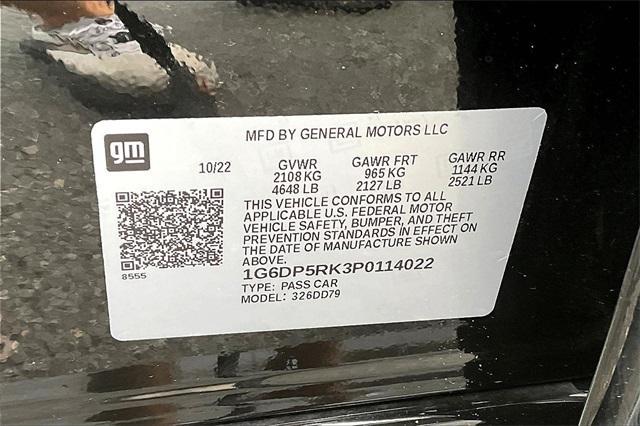 MFD BY GENERAL MOTORS LLC
gm
10/22 GVWR GAWR FRT GAWR RR
2108 KG 965 KG 1144 KG
4648 LB 2127 LB 2521 LB
THIS VEHICLE CONFORMS TO ALL
APPLICABLE U.S. FEDERAL MOTOR
VEHICLE SAFETY, BUMPER, AND THEFT
PREVENTION STANDARDS IN EFFECT ON
THE DATE OF MANUFACTURE SHOWN
ABOVE.
8555
1G6DP5RK3P0114022
TYPE: PASS CAR
MODEL: 326DD79